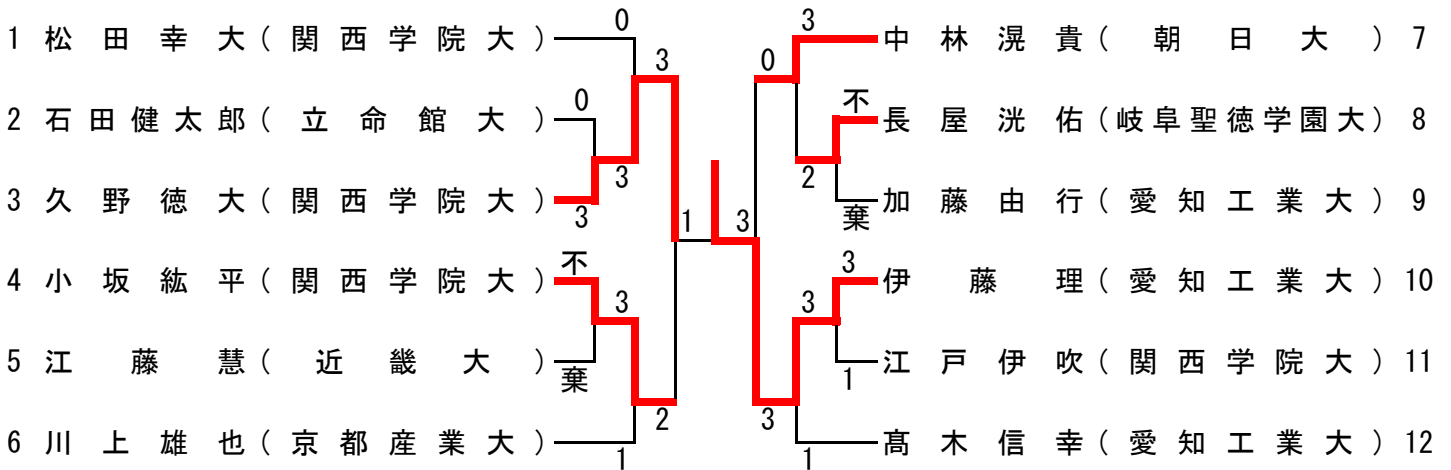 0 3
1 松田幸大(関西学院大) 中林滉貴(朝日大) 7
3 0
0 不
2 石田健太郎(立命館大) 長屋洸佑(岐阜聖徳学園大) 8
3 2
3 久野徳大(関西学院大) 加藤由行(愛知工業大) 9
3 1 3 棄
不 3
4 小坂紘平(関西学院大) 伊藤理(愛知工業大) 10
3 3
5 江藤慧(近畿大) 江戸伊吹(関西学院大) 11
棄 1
2 3
6 川上雄也(京都産業大) 髙木信幸(愛知工業大) 12
1 1